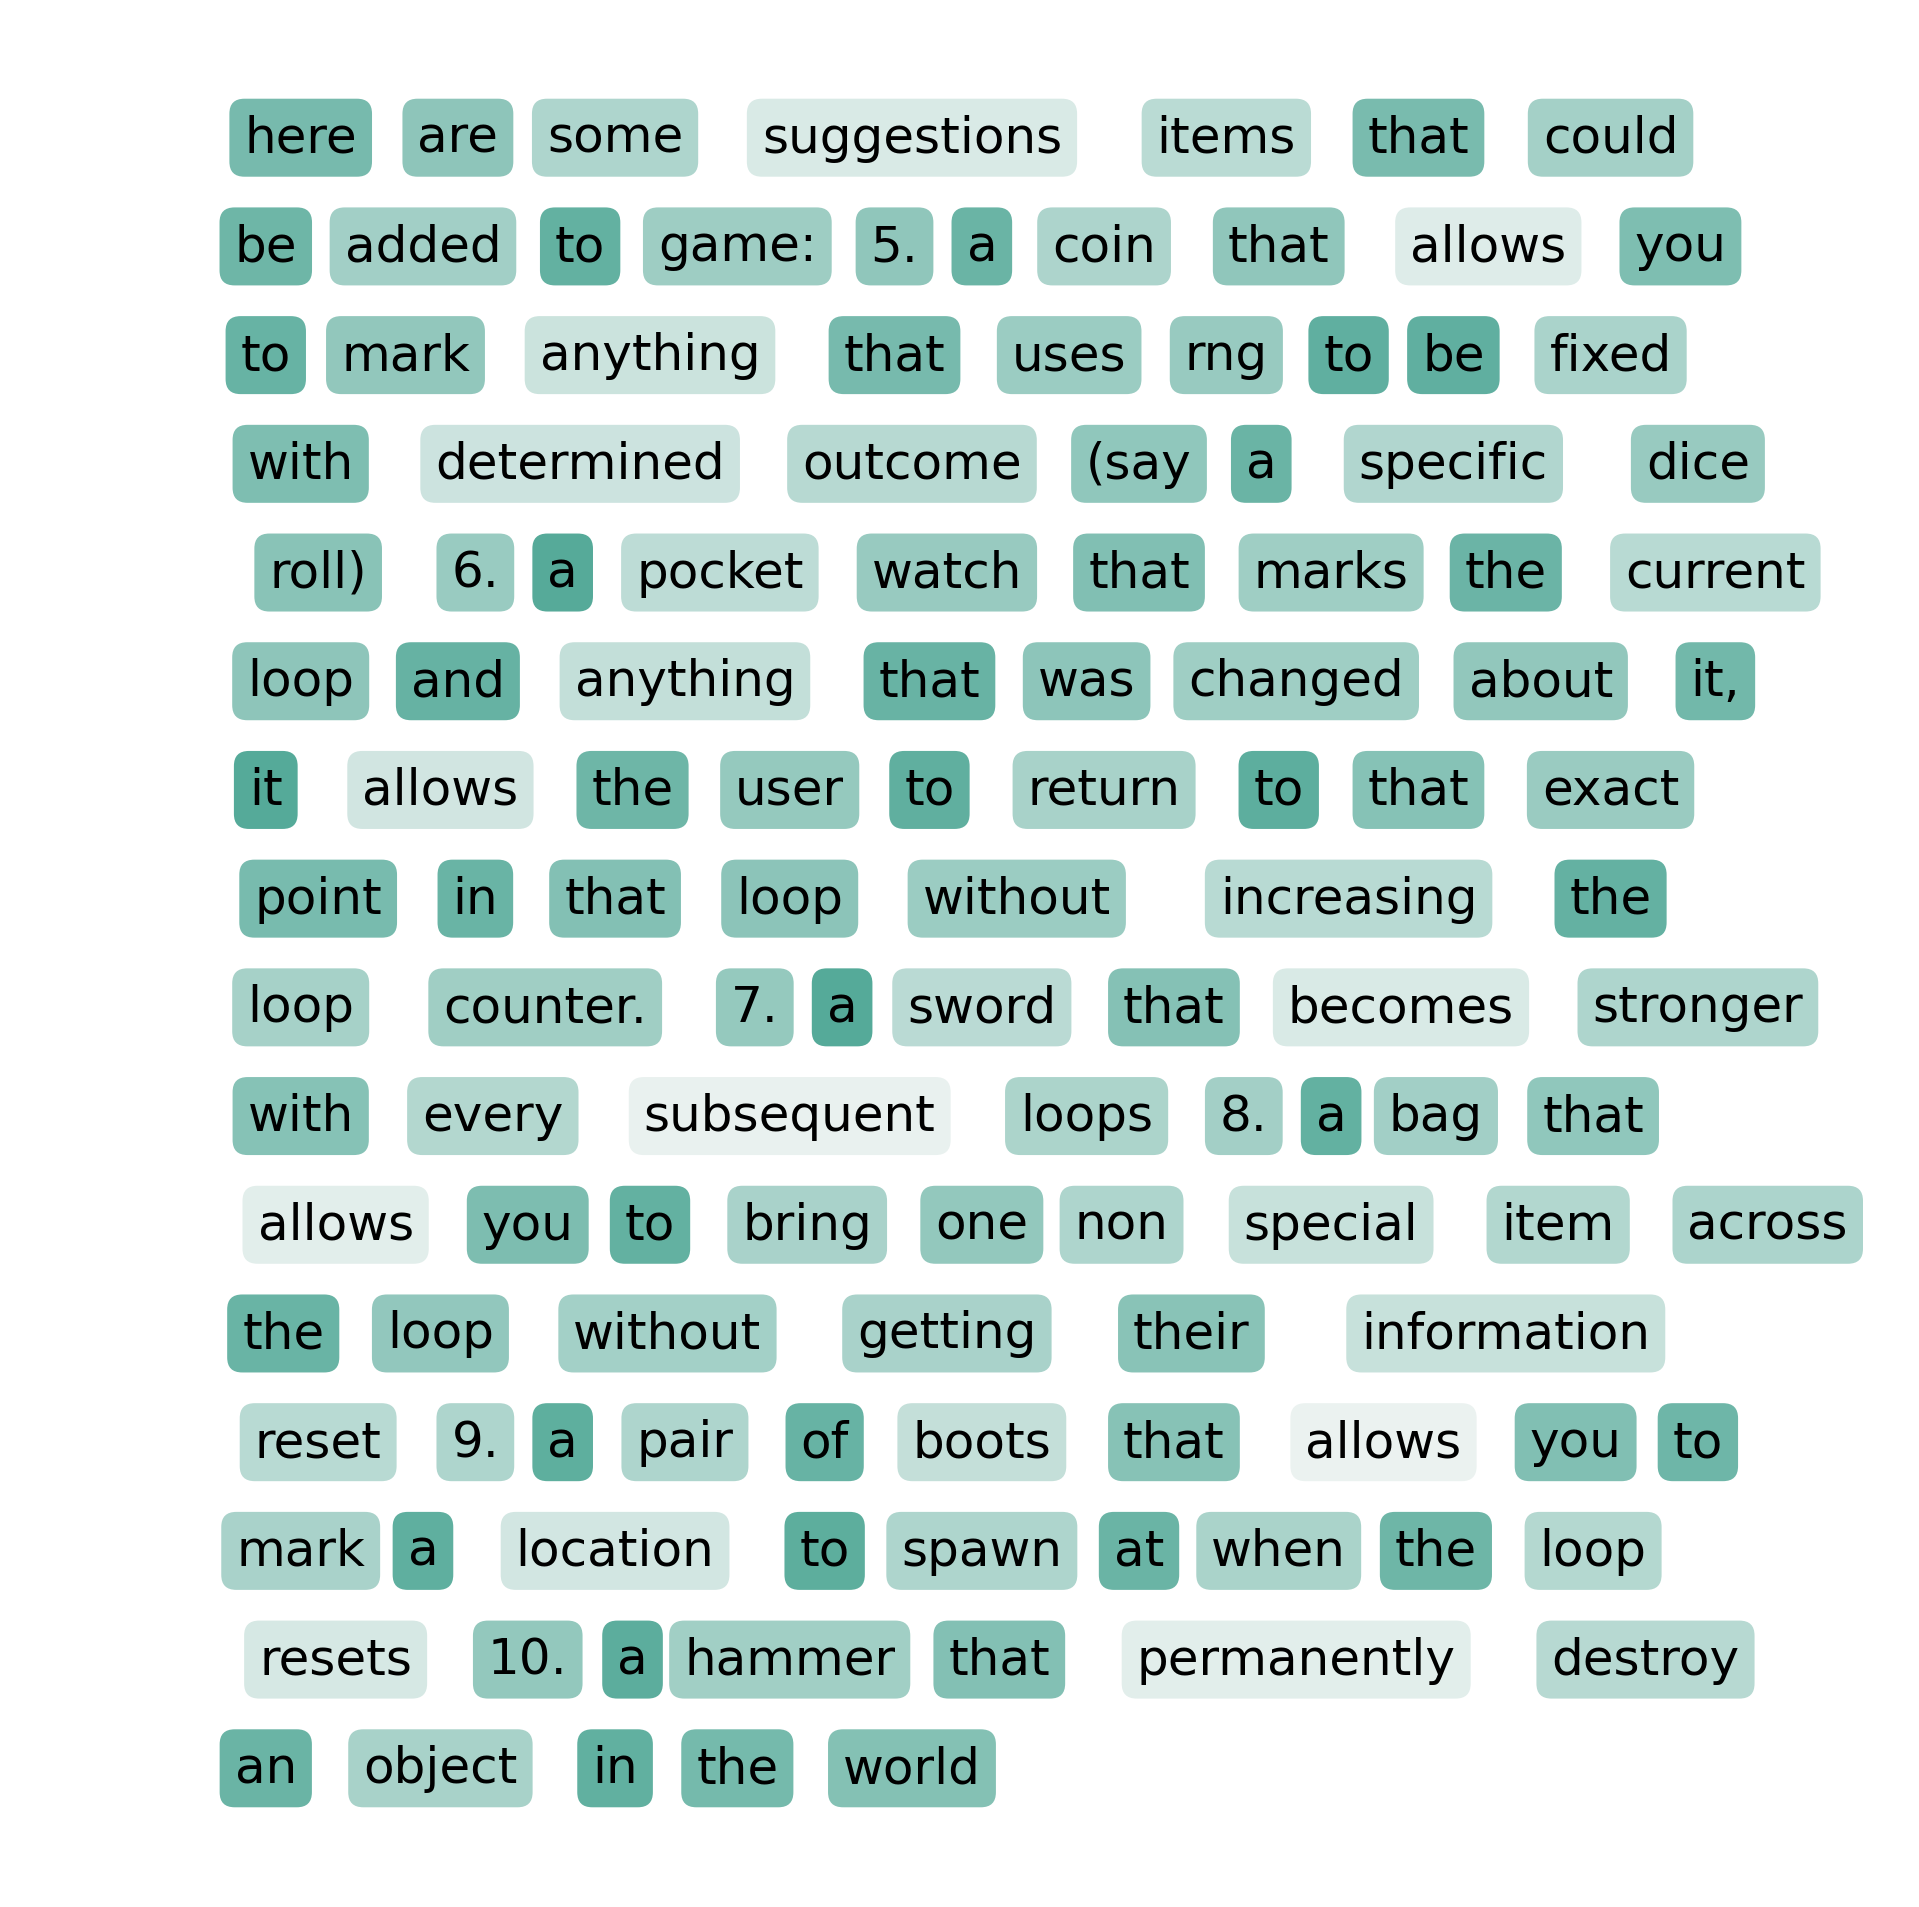 here are some suggestions items that could
be added to game: 5. a coin that allows you
to mark anything that uses rng to be fixed
with determined outcome (say a specific dice
roll) 6. a pocket watch that marks the current
loop and anything that was changed about it,
it allows the user to return to that exact
point in that loop without increasing the
loop counter. 7. a sword that becomes stronger
with every subsequent loops 8. a bag that
allows you to bring one non special item across
the loop without getting their information
reset 9. a pair of boots that allows you to
mark a location to spawn at when the loop
resets 10. a hammer that permanently destroy
an object in the world